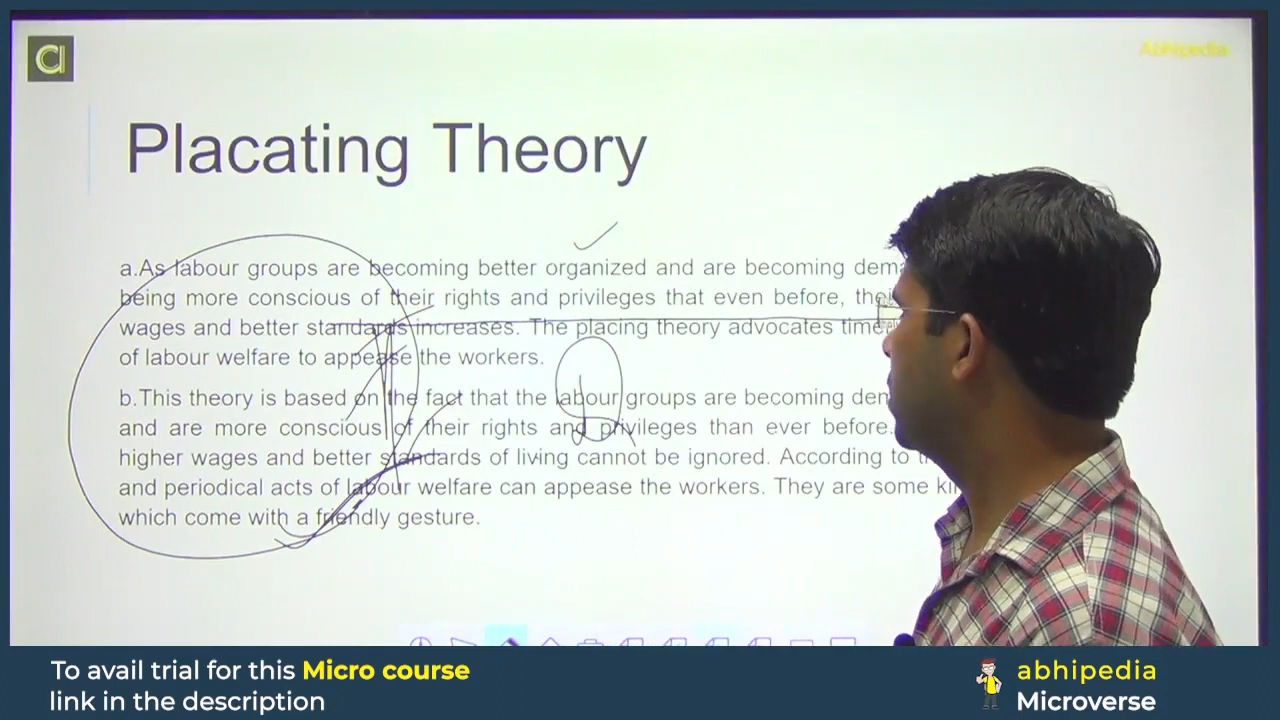 Abhipedia
Placating Theory
a.As labour groups are becoming better organized and are becoming
being more conscious of their rights and privileges that even before,
wages and better standards increases. The placing theory advocates
of labour welfare to appease the workers.
b.This theory is based on the fact that the labour groups are becoming
and are more conscious of their rights and privileges than ever before.
higher wages and better standards of living cannot be ignored. According to
and periodical acts of labour welfare can appease the workers. They are some
which come with a friendly gesture.
To avail trial for this Micro course
link in the description
abhipedia
Microverse